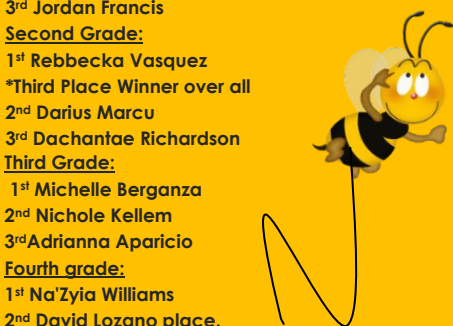 3rd Jordan Francis
Second Grade:
1st Rebbecka Vasquez
*Third Place Winner over all
2nd Darius Marcu
3rd Dachantae Richardson
Third Grade:
1st Michelle Berganza
2nd Nichole Kellem
3rdAdrianna Aparicio
Fourth grade:
1st Na'Zyia Williams
2nd David Lozano place.